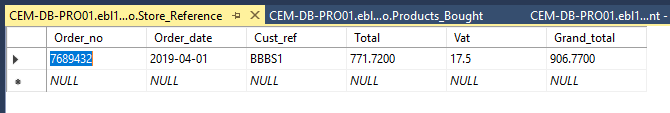 CEM-DB-PRO01.ebl1...o.Store_Reference CEM-DB-PRO01.ebl...o.Products_Bought CEM-DB-PRO01.ebl1...nt -
Order_no Order_date Cust_ref Total Vat Grand_total
7689432 2019-04-01 BBBS1 771.7200 17.5 906.7700
NULL NULL NULL NULL NULL NULL